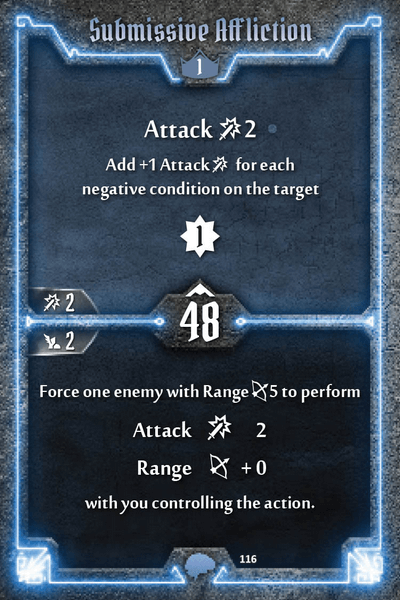 Submissive Affliction
1
Attack 2
Add +1 Attack for each
negative condition on the target
1
2
48
2
Force one enemy with Range 5 to perform
Attack 2
Range + 0
with you controlling the action.
116